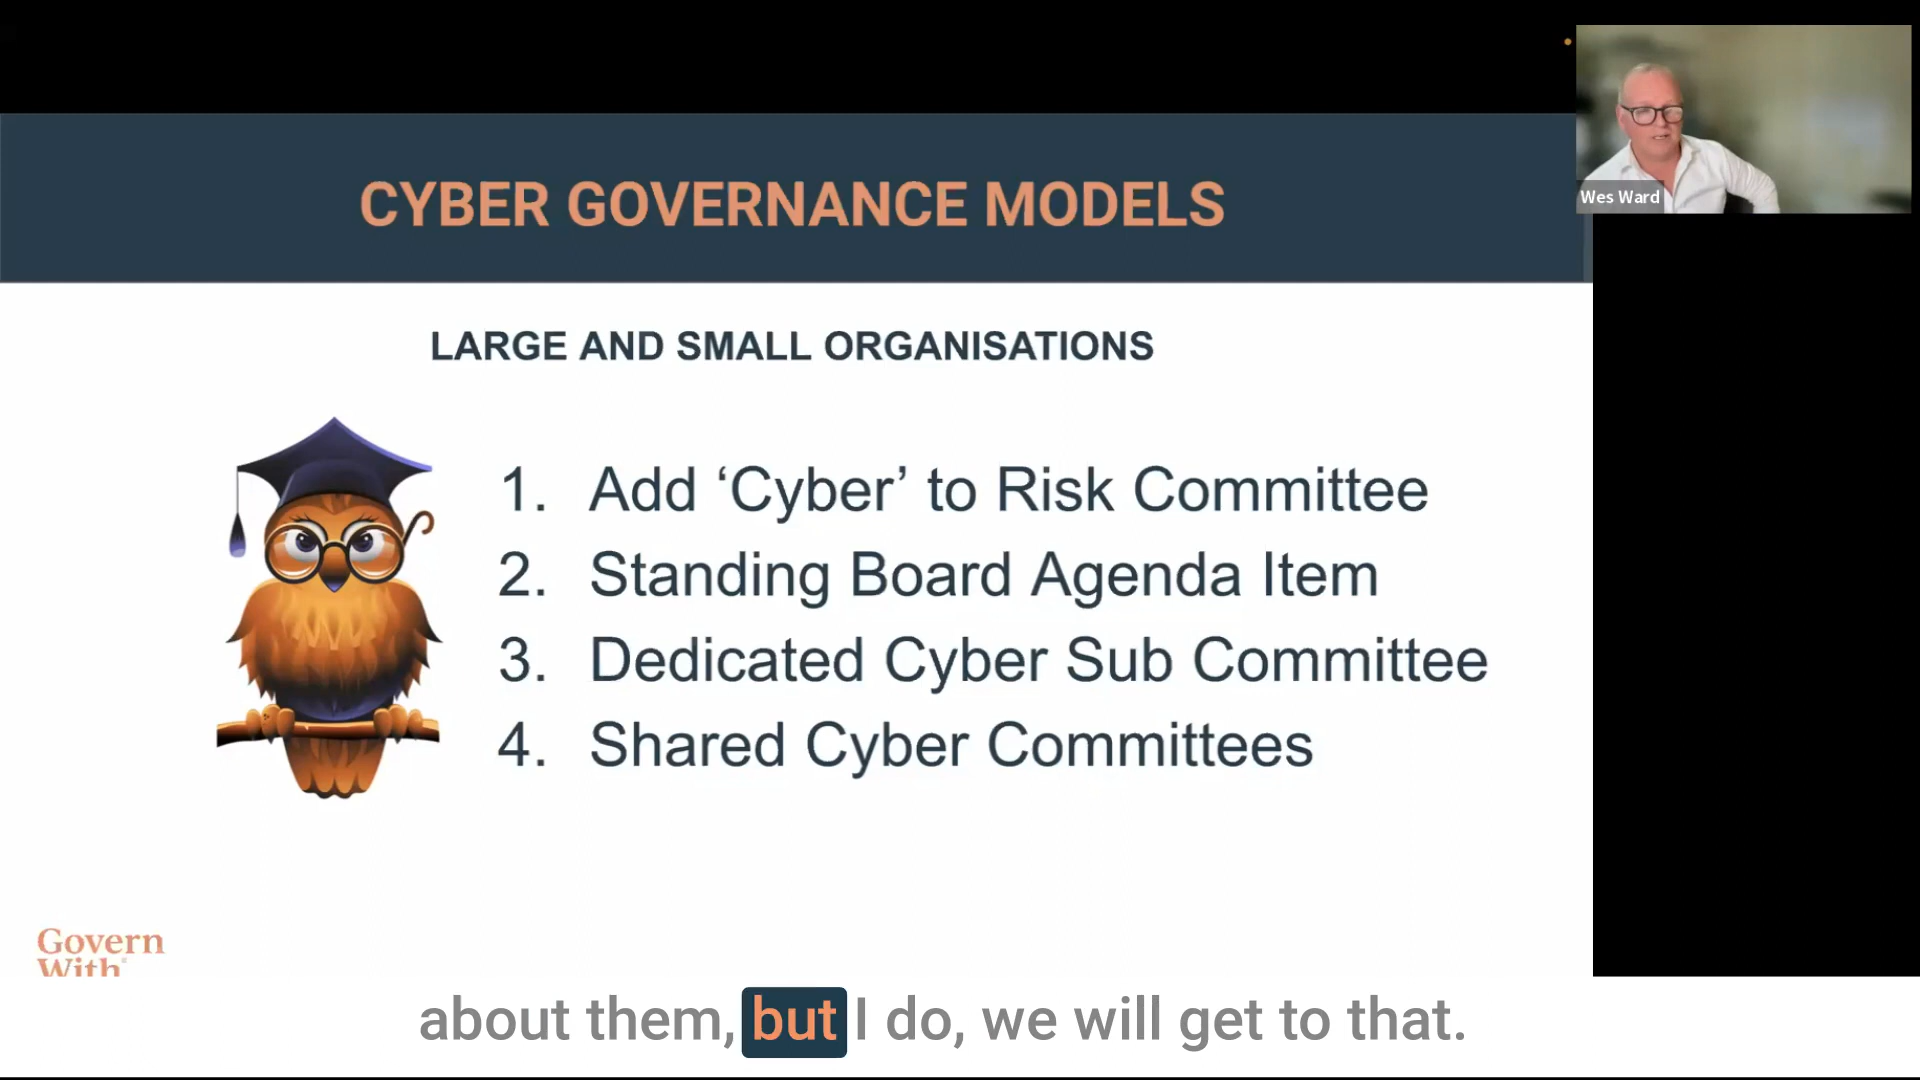 Wes Ward
CYBER GOVERNANCE MODELS
LARGE AND SMALL ORGANISATIONS
1. Add ‘Cyber’ to Risk Committee
2. Standing Board Agenda Item
3. Dedicated Cyber Sub Committee
4. Shared Cyber Committees
Govern
With
about them, but I do, we will get to that.